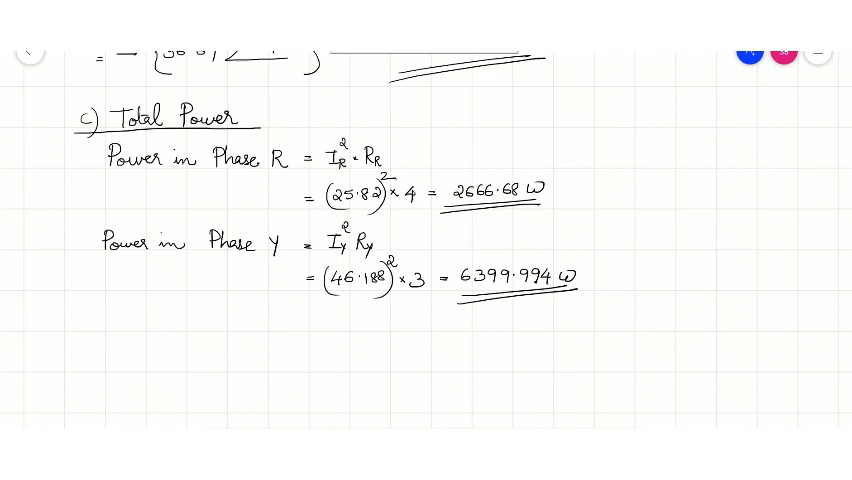 c) Total Power
Power in Phase R = I_R² · R_R
= (25.82)² × 4 = 2666.68 W
Power in Phase Y = I_Y² R_Y
= (46.188)² × 3 = 6399.994 W